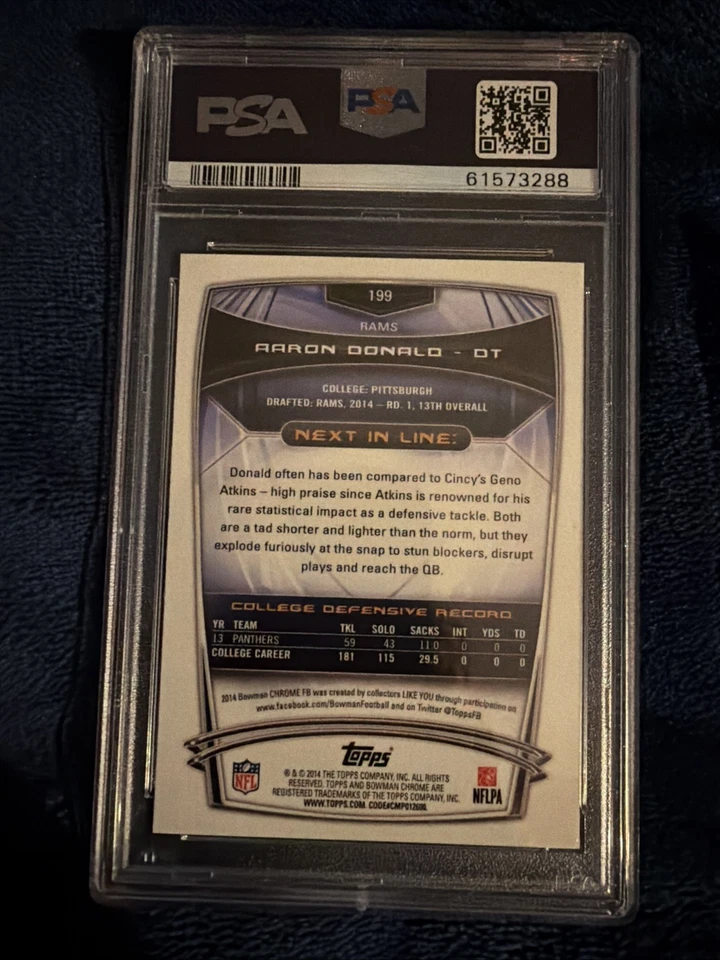 PSA PSA
61573288
199
RAMS
AARON DONALD - DT
COLLEGE: PITTSBURGH
DRAFTED: RAMS, 2014 – RD. 1, 13TH OVERALL
NEXT IN LINE:
Donald often has been compared to Cincy's Geno
Atkins – high praise since Atkins is renowned for his
rare statistical impact as a defensive tackle. Both
are a tad shorter and lighter than the norm, but they
explode furiously at the snap to stun blockers, disrupt
plays and reach the QB.
COLLEGE DEFENSIVE RECORD
YR TEAM TKL SOLO SACKS INT YDS TD
13 PANTHERS 59 43 11.0 0 0 0
COLLEGE CAREER 181 115 29.5 0 0 0
2014 Bowman CHROME FB was created by collectors LIKE YOU through participation on
www.facebook.com/BowmanFootball and on Twitter @ToppsFB
Topps
NFL
® & © 2014 THE TOPPS COMPANY, INC. ALL RIGHTS
RESERVED. TOPPS AND BOWMAN CHROME ARE
REGISTERED TRADEMARKS OF THE TOPPS COMPANY, INC.
WWW.TOPPS.COM. CODE#CMP012600.
NFLPA